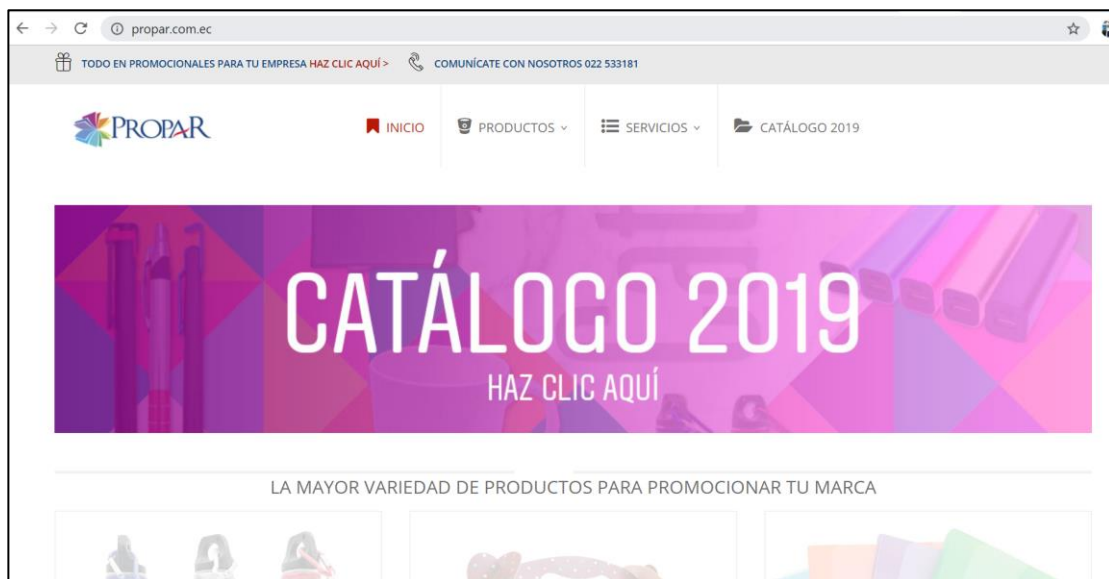 propar.com.ec
TODO EN PROMOCIONALES PARA TU EMPRESA HAZ CLIC AQUÍ > COMUNÍCATE CON NOSOTROS 022 533181
PROPAR INICIO PRODUCTOS SERVICIOS CATÁLOGO 2019
CATÁLOGO 2019
HAZ CLIC AQUÍ
LA MAYOR VARIEDAD DE PRODUCTOS PARA PROMOCIONAR TU MARCA